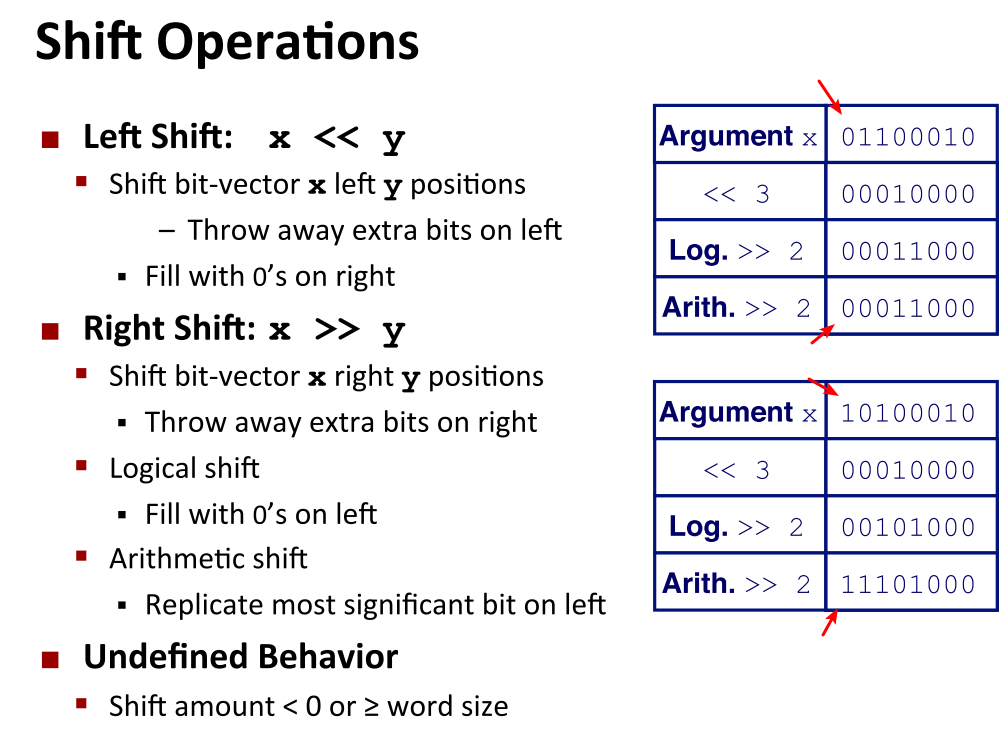 Shift Operations
■ Left Shift: x << y
▪ Shift bit-vector x left y positions
– Throw away extra bits on left
▪ Fill with 0’s on right
■ Right Shift: x >> y
▪ Shift bit-vector x right y positions
▪ Throw away extra bits on right
▪ Logical shift
▪ Fill with 0’s on left
▪ Arithmetic shift
▪ Replicate most significant bit on left
■ Undefined Behavior
▪ Shift amount < 0 or ≥ word size
Argument x 01100010
<< 3 00010000
Log. >> 2 00011000
Arith. >> 2 00011000
Argument x 10100010
<< 3 00010000
Log. >> 2 00101000
Arith. >> 2 11101000